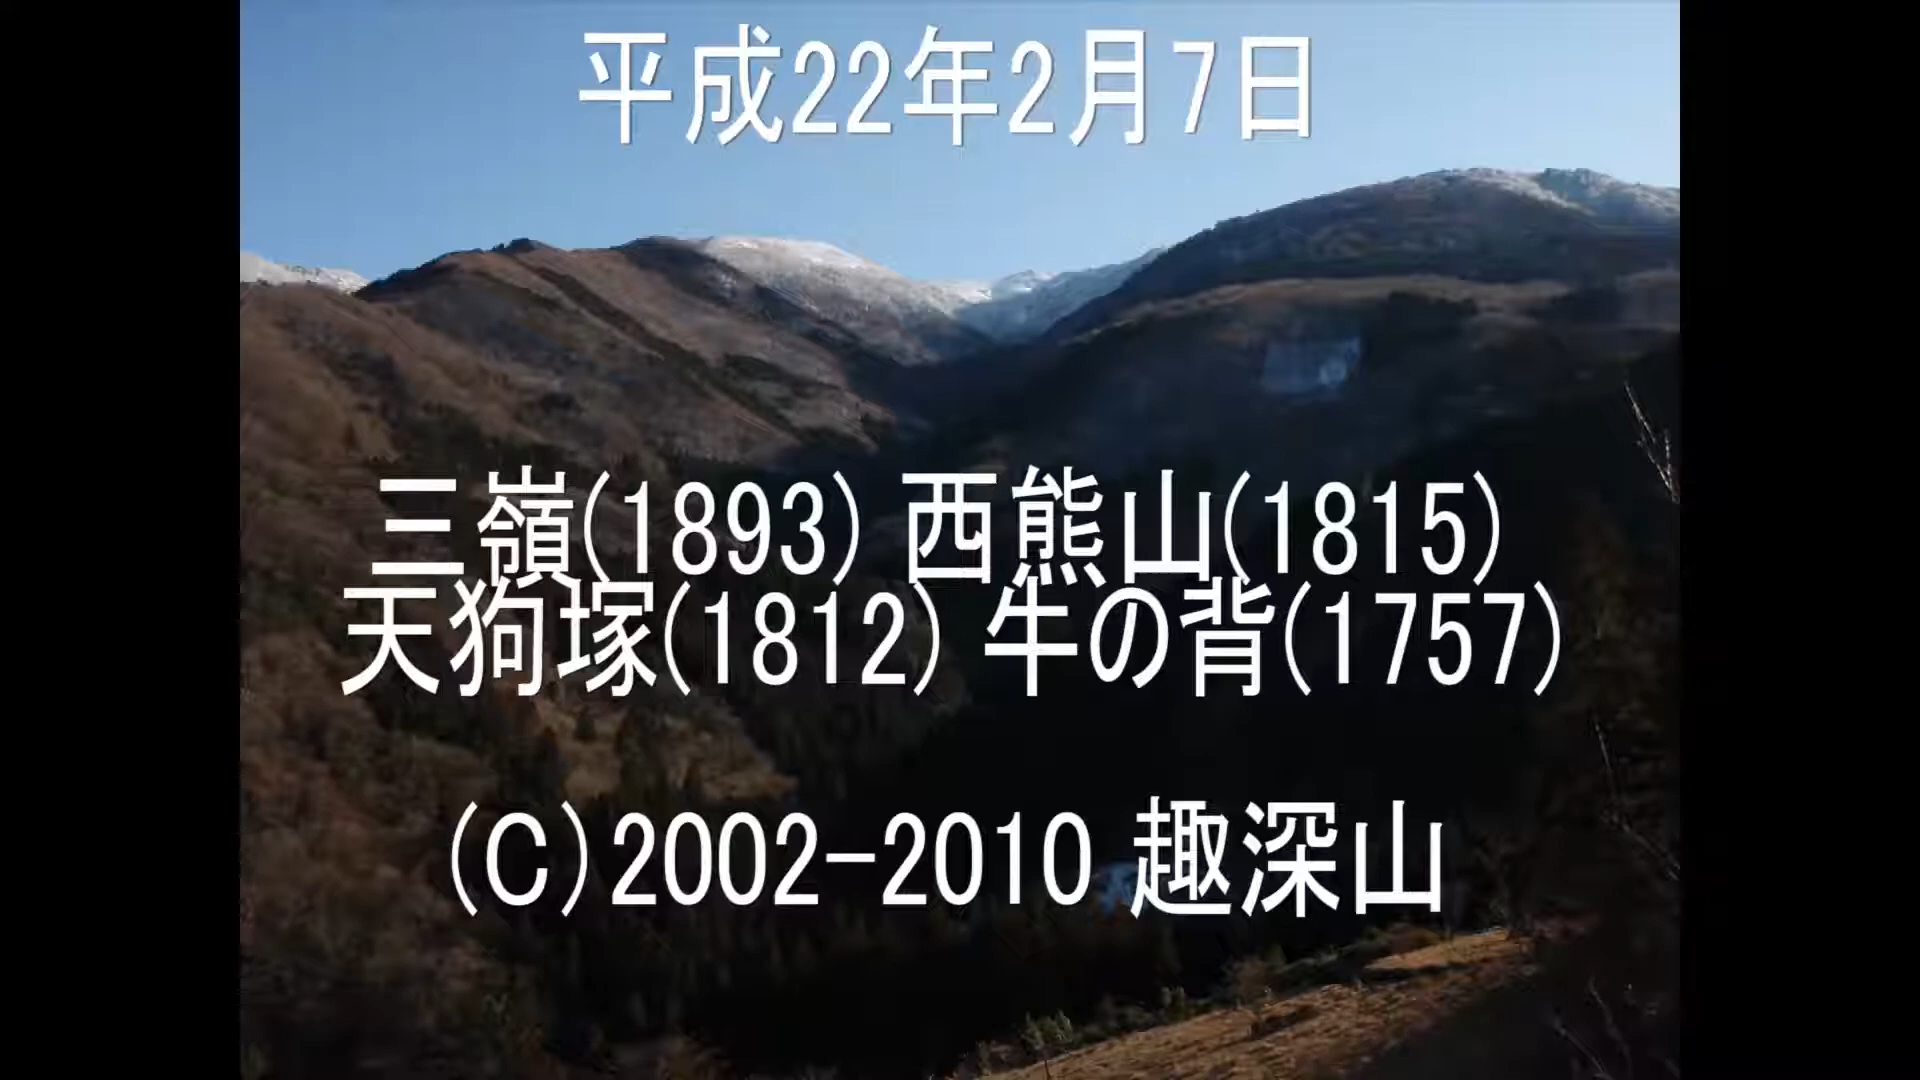 平成22年2月7日
三嶺(1893) 西熊山(1815)
天狗塚(1812) 牛の背(1757)
(C)2002-2010 趣深山